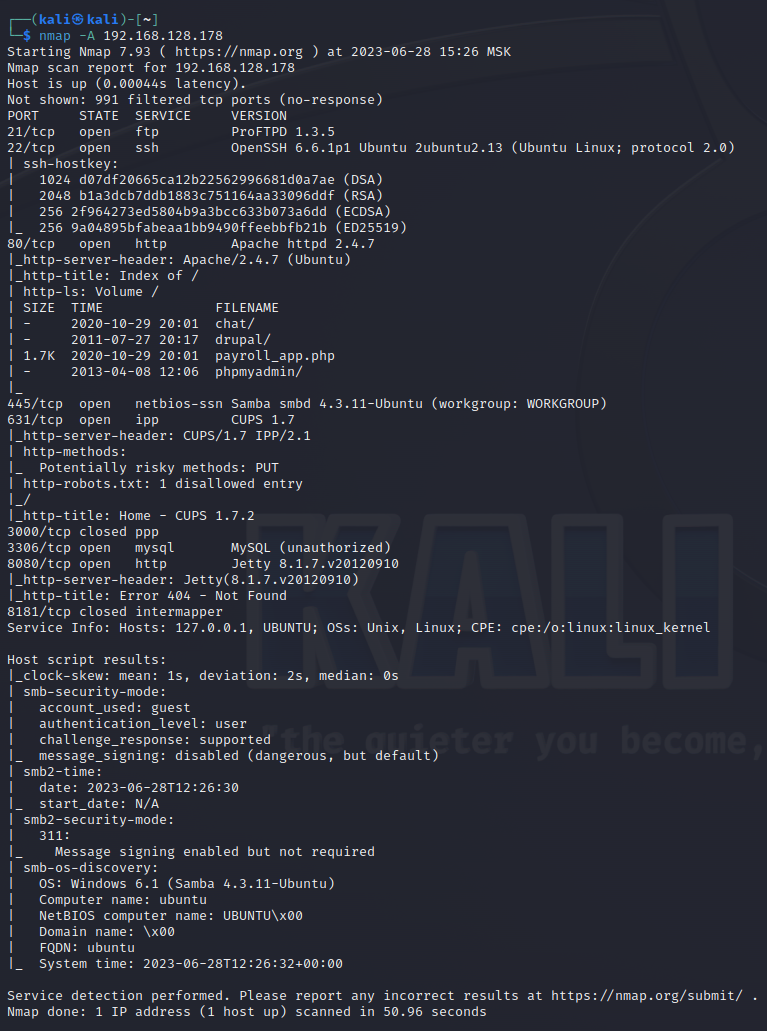 ┌──(kali㉿kali)-[~]
└─$ nmap -A 192.168.128.178
Starting Nmap 7.93 ( https://nmap.org ) at 2023-06-28 15:26 MSK
Nmap scan report for 192.168.128.178
Host is up (0.00044s latency).
Not shown: 991 filtered tcp ports (no-response)
PORT     STATE  SERVICE     VERSION
21/tcp   open   ftp         ProFTPD 1.3.5
22/tcp   open   ssh         OpenSSH 6.6.1p1 Ubuntu 2ubuntu2.13 (Ubuntu Linux; protocol 2.0)
| ssh-hostkey:
|   1024 d07df20665ca12b22562996681d0a7ae (DSA)
|   2048 b1a3dcb7ddb1883c751164aa33096ddf (RSA)
|   256 2f964273ed5804b9a3bcc633b073a6dd (ECDSA)
|_  256 9a04895bfabeaa1bb9490ffeebbfb21b (ED25519)
80/tcp   open   http        Apache httpd 2.4.7
|_http-server-header: Apache/2.4.7 (Ubuntu)
|_http-title: Index of /
| http-ls: Volume /
| SIZE  TIME              FILENAME
| -     2020-10-29 20:01  chat/
| -     2011-07-27 20:17  drupal/
| 1.7K  2020-10-29 20:01  payroll_app.php
| -     2013-04-08 12:06  phpmyadmin/
|_
445/tcp  open   netbios-ssn Samba smbd 4.3.11-Ubuntu (workgroup: WORKGROUP)
631/tcp  open   ipp         CUPS 1.7
|_http-server-header: CUPS/1.7 IPP/2.1
| http-methods:
|_  Potentially risky methods: PUT
| http-robots.txt: 1 disallowed entry
|_/
|_http-title: Home - CUPS 1.7.2
3000/tcp closed ppp
3306/tcp open   mysql       MySQL (unauthorized)
8080/tcp open   http        Jetty 8.1.7.v20120910
|_http-server-header: Jetty(8.1.7.v20120910)
|_http-title: Error 404 - Not Found
8181/tcp closed intermapper
Service Info: Hosts: 127.0.0.1, UBUNTU; OSs: Unix, Linux; CPE: cpe:/o:linux:linux_kernel

Host script results:
|_clock-skew: mean: 1s, deviation: 2s, median: 0s
| smb-security-mode:
|   account_used: guest
|   authentication_level: user
|   challenge_response: supported
|_  message_signing: disabled (dangerous, but default)
| smb2-time:
|   date: 2023-06-28T12:26:30
|_  start_date: N/A
| smb2-security-mode:
|   311:
|_    Message signing enabled but not required
| smb-os-discovery:
|   OS: Windows 6.1 (Samba 4.3.11-Ubuntu)
|   Computer name: ubuntu
|   NetBIOS computer name: UBUNTU\x00
|   Domain name: \x00
|   FQDN: ubuntu
|_  System time: 2023-06-28T12:26:32+00:00

Service detection performed. Please report any incorrect results at https://nmap.org/submit/ .
Nmap done: 1 IP address (1 host up) scanned in 50.96 seconds
KALI
"the quieter you become,